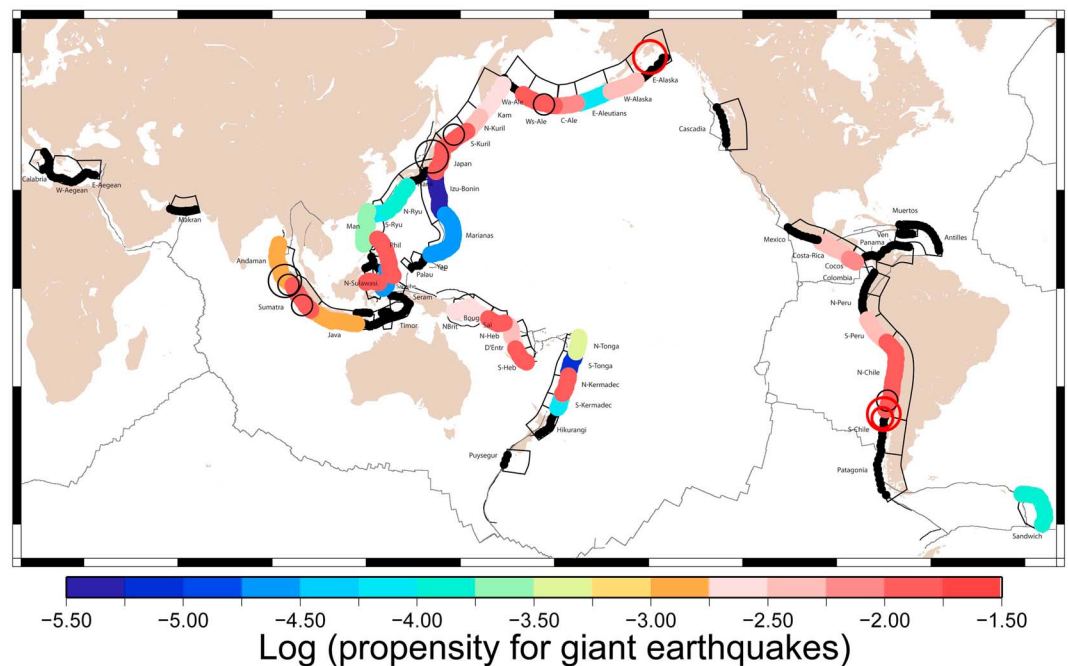 E-Alaska
W-Alaska
Wa-Ale
Ws-Ale
C-Ale
E-Aleutians
Kam
N-Kuril
S-Kuril
Japan
Cascadia
Calabria
W-Aegean
E-Aegean
Makran
Izu-Bonin
N-Ryu
S-Ryu
Man
Marianas
Phil
Yap
Palau
Andaman
N-Sulawau
Sumatra
Seram
Timor
Java
NBrit
Boug
Sal
N-Heb
D'Entr
S-Heb
N-Tonga
S-Tonga
N-Kermadec
S-Kermadec
Hikurangi
Puysegur
Mexico
Muertos
Ven
Antilles
Panama
Costa-Rica
Cocos
Colombia
N-Peru
S-Peru
N-Chile
S-Chile
Patagonia
Sandwich
−5.50 −5.00 −4.50 −4.00 −3.50 −3.00 −2.50 −2.00 −1.50
Log (propensity for giant earthquakes)